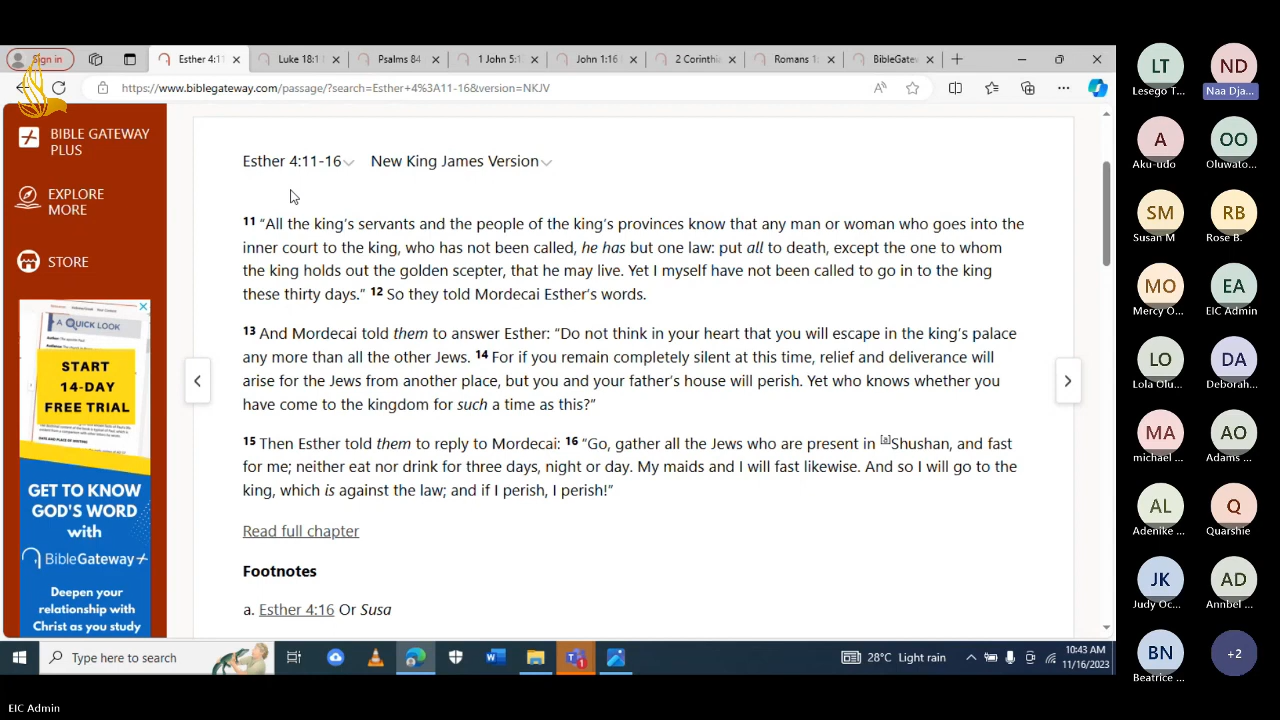 Sign in
Esther 4:11
Luke 18:1
Psalms 84
1 John 5:
John 1:16
2 Corinthi
Romans 1
BibleGate
https://www.biblegateway.com/passage/?search=Esther+4%3A11-16&version=NKJV
BIBLE GATEWAY
PLUS
EXPLORE
MORE
STORE
A QUICK LOOK
START
14-DAY
FREE TRIAL
GET TO KNOW
GOD'S WORD
with
BibleGateway+
Deepen your
relationship with
Christ as you study
Esther 4:11-16 New King James Version
11 “All the king’s servants and the people of the king’s provinces know that any man or woman who goes into the
inner court to the king, who has not been called, he has but one law: put all to death, except the one to whom
the king holds out the golden scepter, that he may live. Yet I myself have not been called to go in to the king
these thirty days.” 12 So they told Mordecai Esther’s words.
13 And Mordecai told them to answer Esther: “Do not think in your heart that you will escape in the king’s palace
any more than all the other Jews. 14 For if you remain completely silent at this time, relief and deliverance will
arise for the Jews from another place, but you and your father’s house will perish. Yet who knows whether you
have come to the kingdom for such a time as this?”
15 Then Esther told them to reply to Mordecai: 16 “Go, gather all the Jews who are present in [a]Shushan, and fast
for me; neither eat nor drink for three days, night or day. My maids and I will fast likewise. And so I will go to the
king, which is against the law; and if I perish, I perish!”
Read full chapter
Footnotes
a. Esther 4:16 Or Susa
Type here to search
28°C Light rain
10:43 AM
11/16/2023
EIC Admin
LT
Lesego T...
ND
Naa Dja...
A
Aku-udo
OO
Oluwato...
SM
Susan M
RB
Rose B.
MO
Mercy O...
EA
EIC Admin
LO
Lola Olu...
DA
Deborah...
MA
michael ...
AO
Adams ...
AL
Adenike ...
Q
Quarshie
JK
Judy Oc...
AD
Annbel ...
BN
Beatrice ...
+2